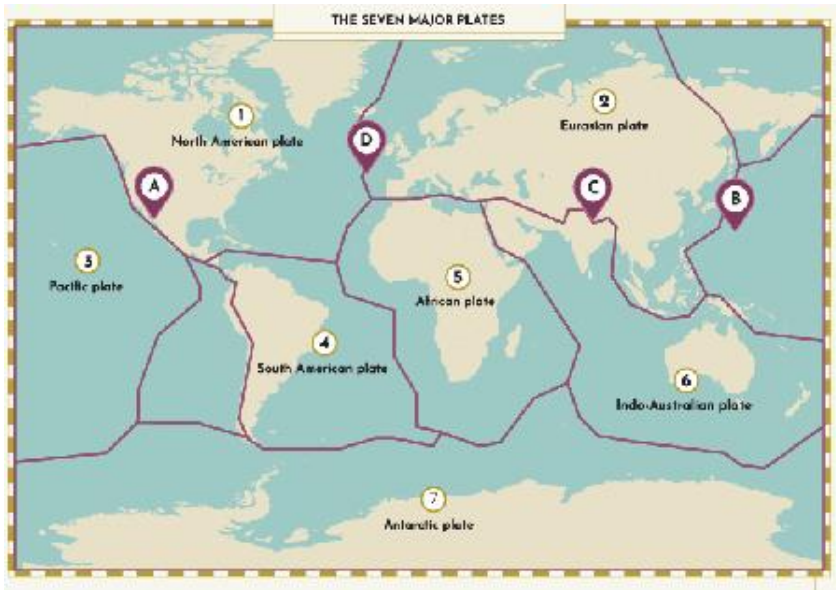 THE SEVEN MAJOR PLATES
1
North American plate
2
Eurasian plate
D
A
C
B
3
Pacific plate
5
African plate
4
South American plate
6
Indo-Australian plate
7
Antarctic plate